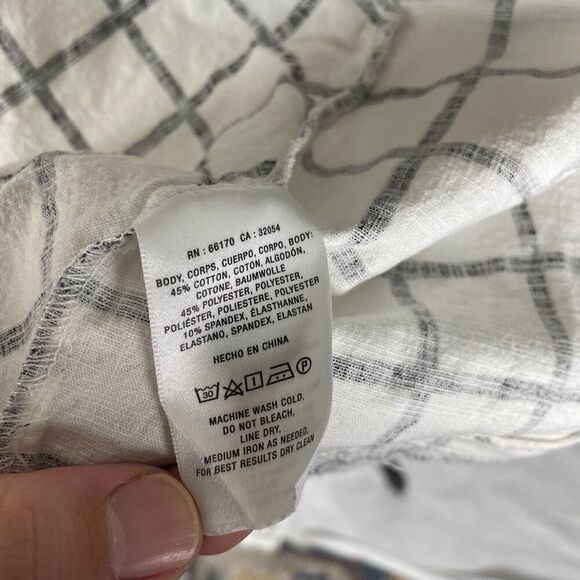 RN : 66170 CA : 32054
BODY, CORPS, CUERPO, CORPO, BODY:
45% COTTON, COTON, ALGODÓN,
COTONE, BAUMWOLLE
45% POLYESTER, POLYESTER,
POLIÉSTER, POLIESTERE, POLYESTER
10% SPANDEX, ÉLASTHANNE,
ELASTANO, SPANDEX, ELASTAN
HECHO EN CHINA
30 P
MACHINE WASH COLD,
DO NOT BLEACH,
LINE DRY,
MEDIUM IRON AS NEEDED,
FOR BEST RESULTS DRY CLEAN